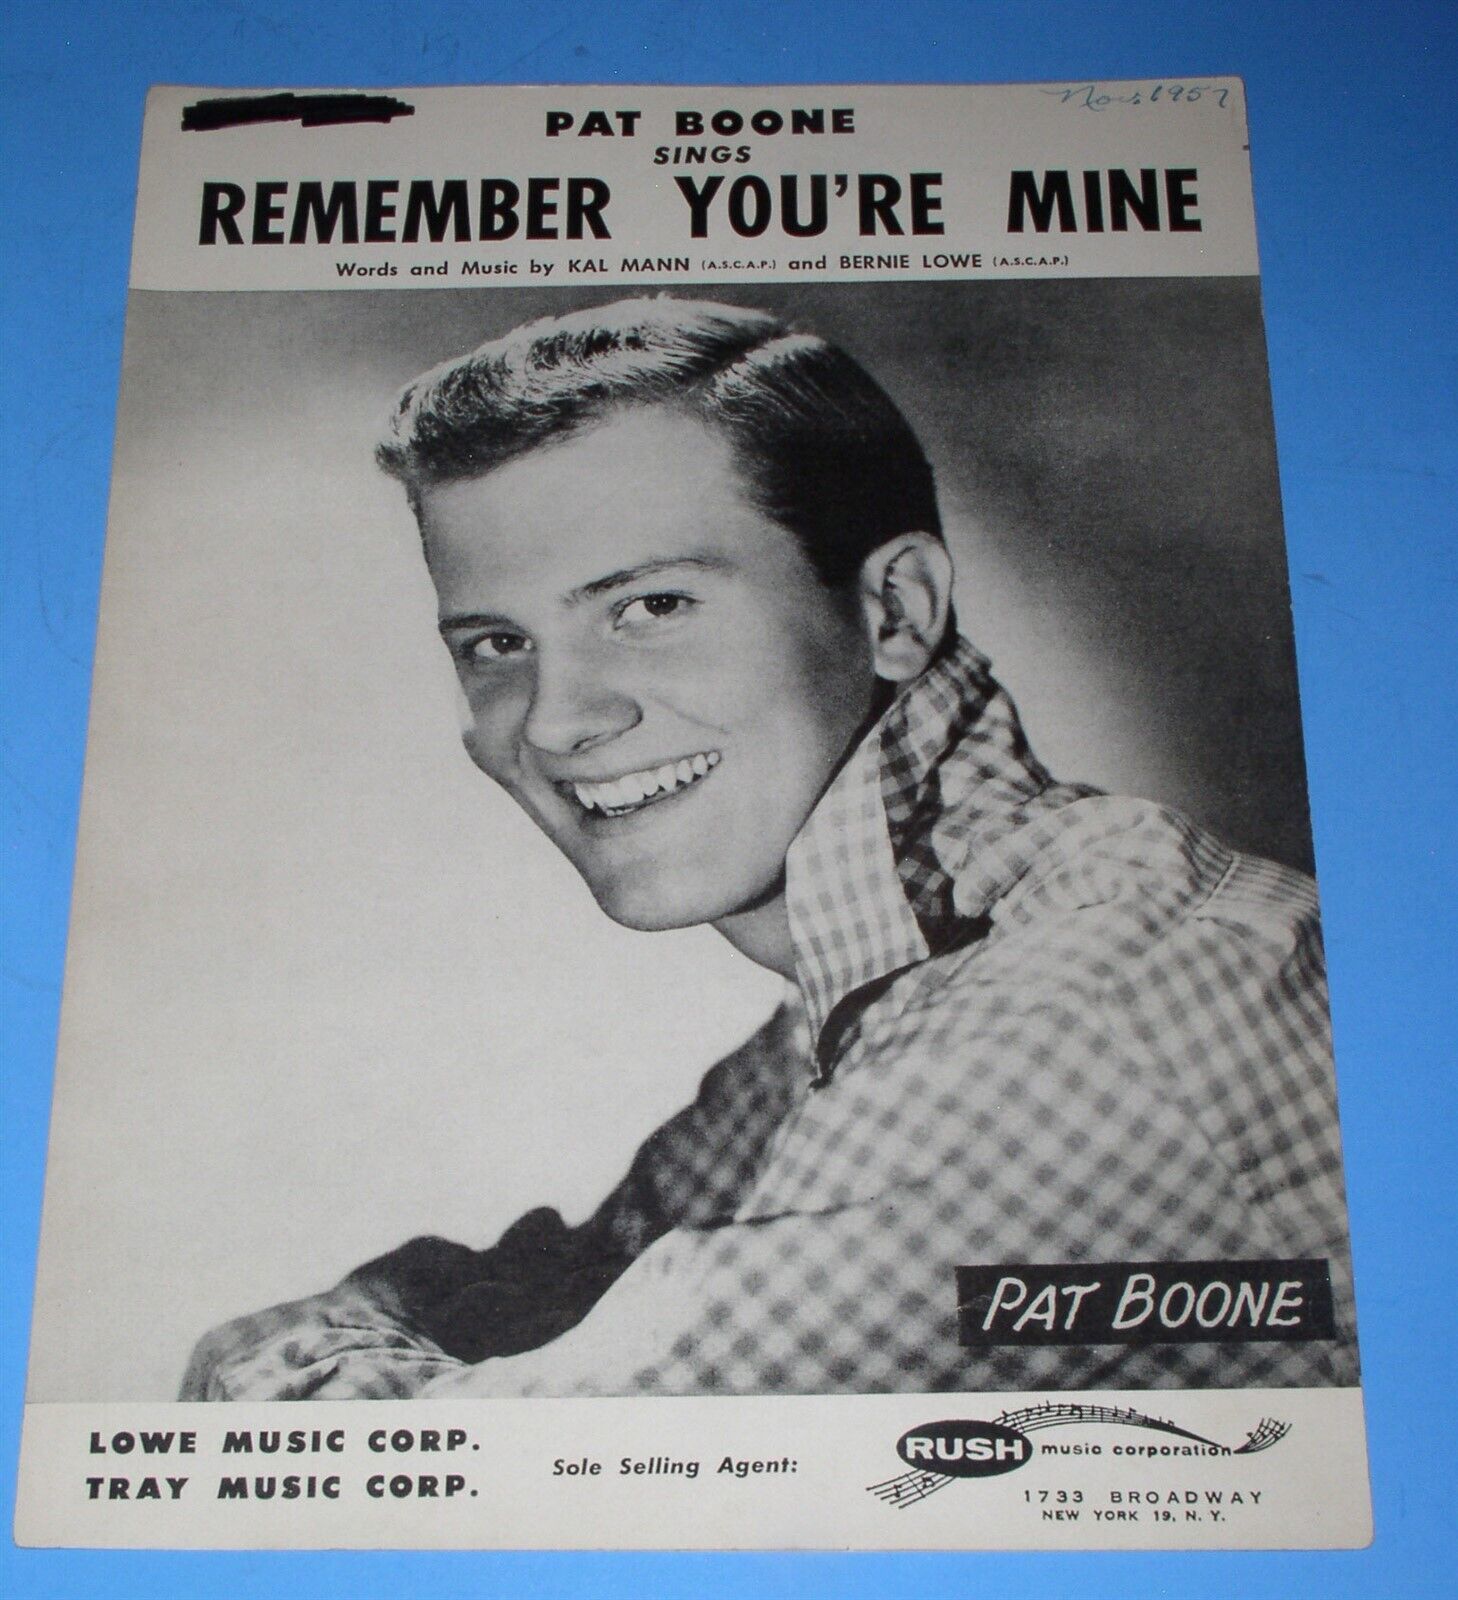 Nov, 1957
PAT BOONE
SINGS
REMEMBER YOU'RE MINE
Words and Music by KAL MANN (A.S.C.A.P.) and BERNIE LOWE (A.S.C.A.P.)
PAT BOONE
LOWE MUSIC CORP.
TRAY MUSIC CORP.
Sole Selling Agent:
RUSH music corporation
1733 BROADWAY
NEW YORK 19, N. Y.